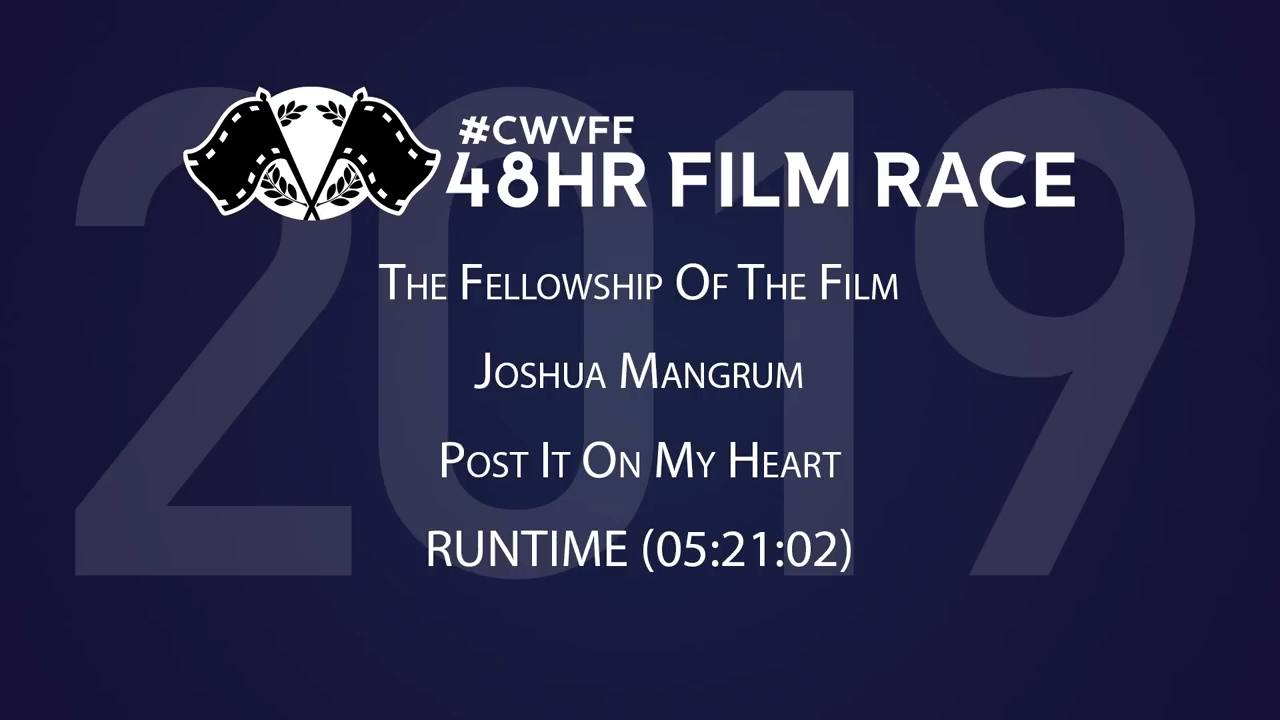 2019
#CWVFF
48HR FILM RACE
The Fellowship Of The Film
Joshua Mangrum
Post It On My Heart
RUNTIME (05:21:02)